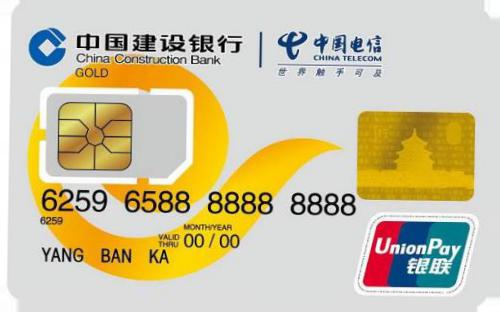 中国建设银行
China Construction Bank
GOLD
中国电信
CHINA TELECOM
世界触手可及
6259 6588 8888 8888
6259
MONTH/YEAR
VALID THRU 00/00
YANG BAN KA
UnionPay
银联